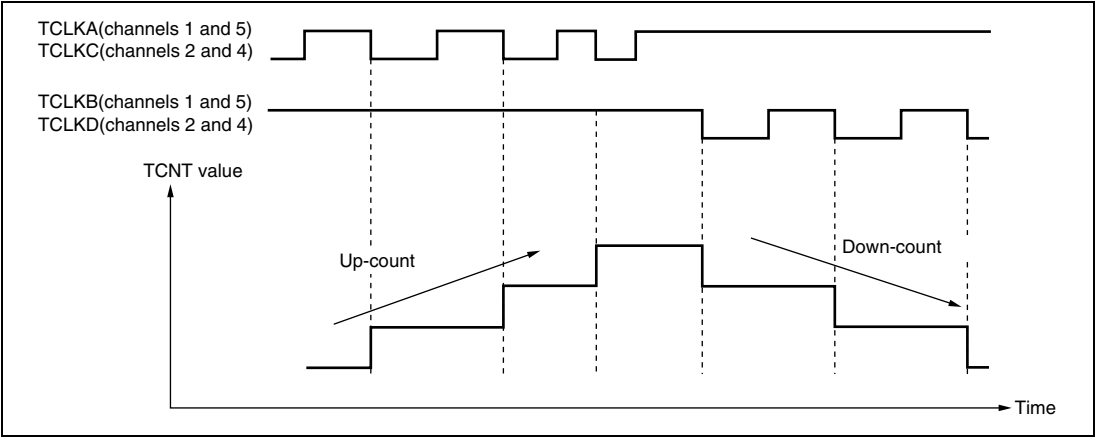 TCLKA(channels 1 and 5)
TCLKC(channels 2 and 4)
TCLKB(channels 1 and 5)
TCLKD(channels 2 and 4)
TCNT value
Up-count
Down-count
Time